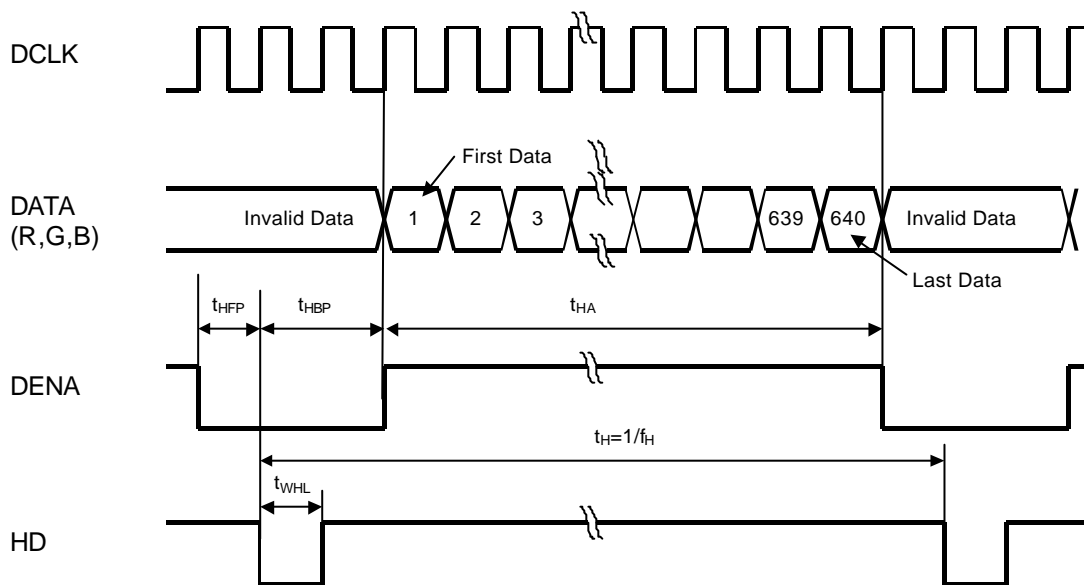 DCLK
First Data
DATA
(R,G,B)
Invalid Data 1 2 3 639 640 Invalid Data
Last Data
tHFP tHBP tHA
DENA
tH=1/fH
tWHL
HD